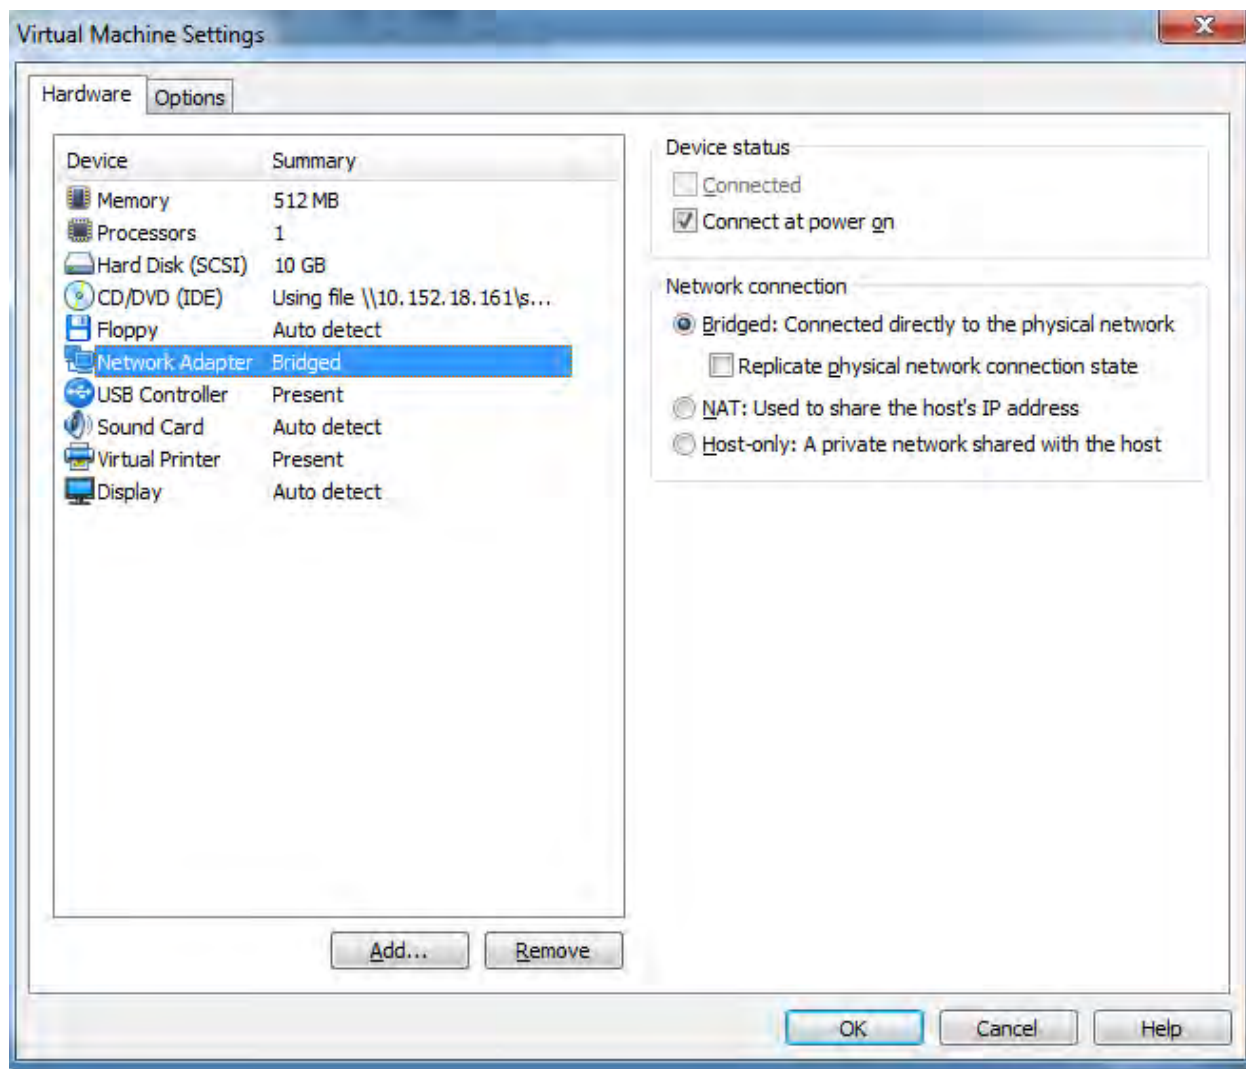 Virtual Machine Settings
X
Hardware Options
Device Summary
Memory 512 MB
Processors 1
Hard Disk (SCSI) 10 GB
CD/DVD (IDE) Using file \\10.152.18.161\s...
Floppy Auto detect
Network Adapter Bridged
USB Controller Present
Sound Card Auto detect
Virtual Printer Present
Display Auto detect
Add... Remove
Device status
Connected
Connect at power on
Network connection
Bridged: Connected directly to the physical network
Replicate physical network connection state
NAT: Used to share the host's IP address
Host-only: A private network shared with the host
OK Cancel Help